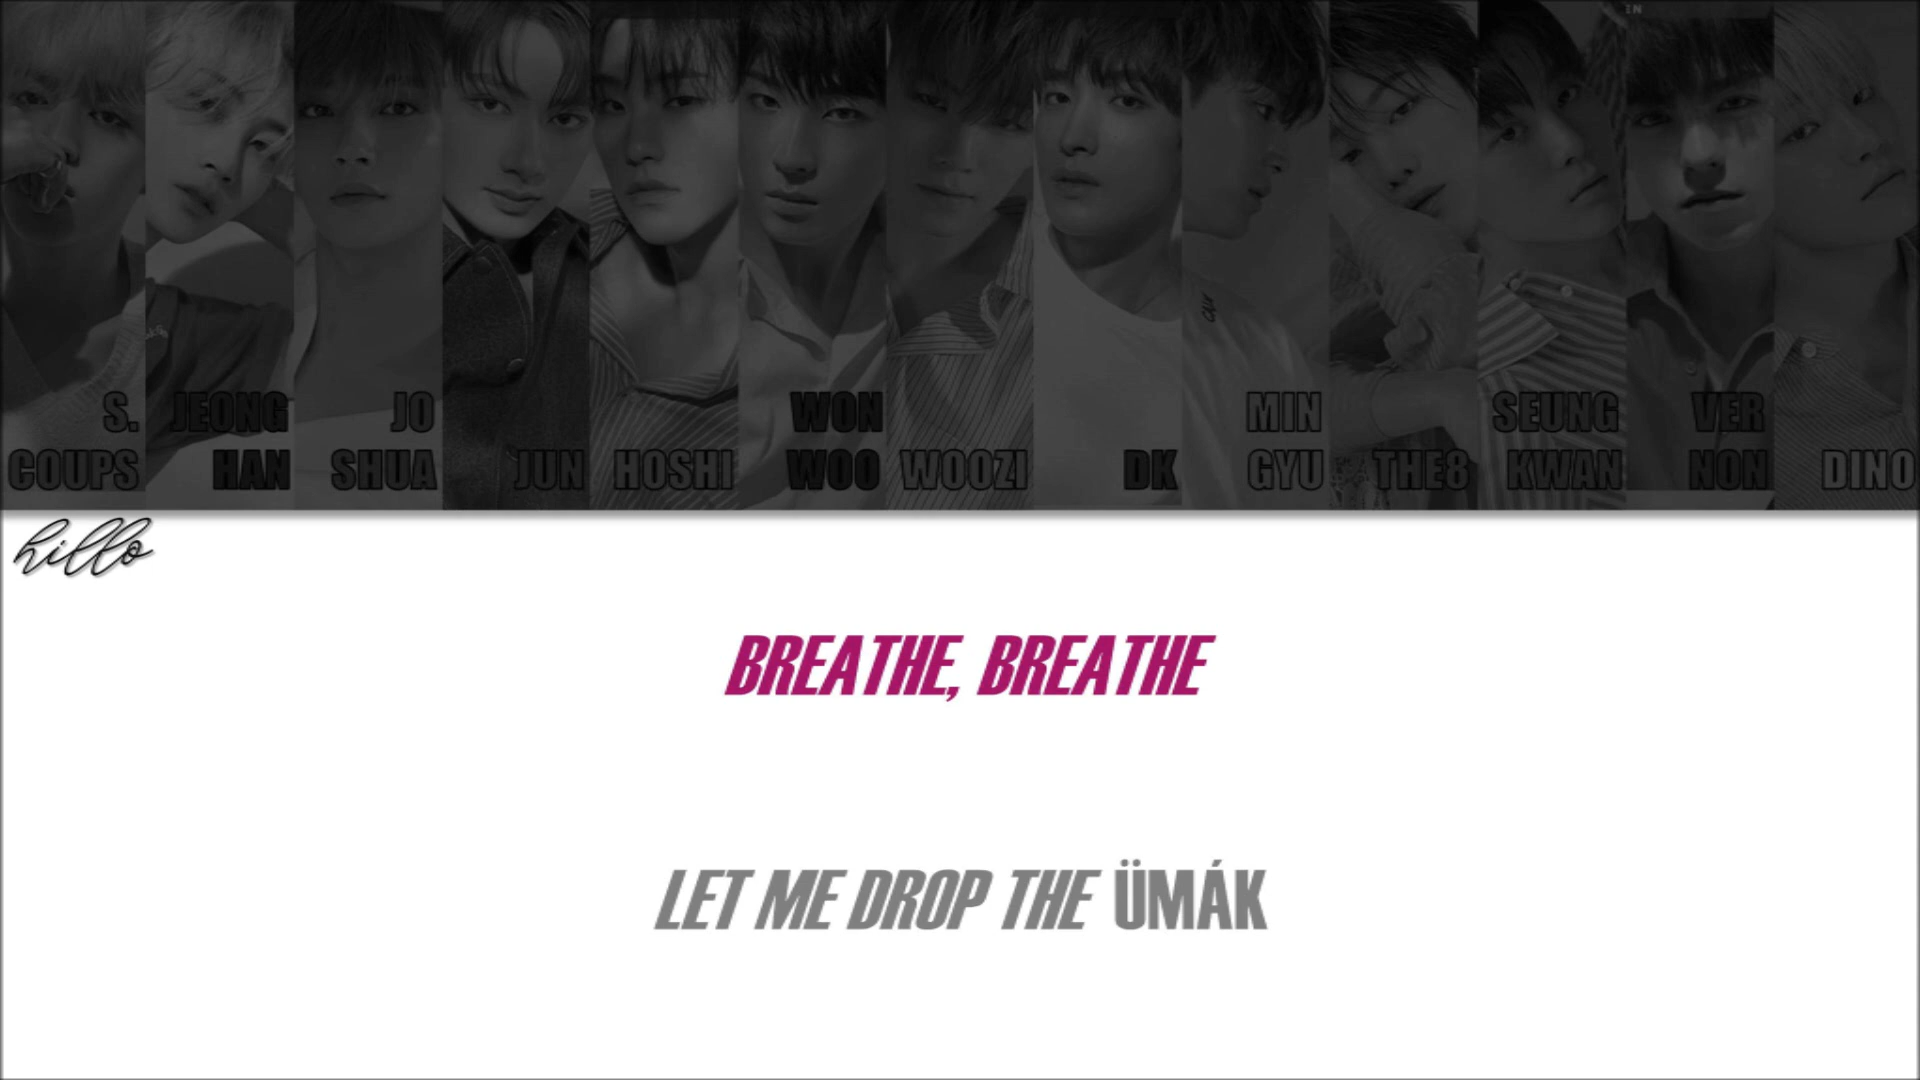 EN
S.
COUPS
JEONG
HAN
JO
SHUA
JUN
HOSHI
WON
WOO
WOOZI
DK
MIN
GYU
THE8
SEUNG
KWAN
VER
NON
DINO
hillo
BREATHE, BREATHE
LET ME DROP THE ÜMÁK